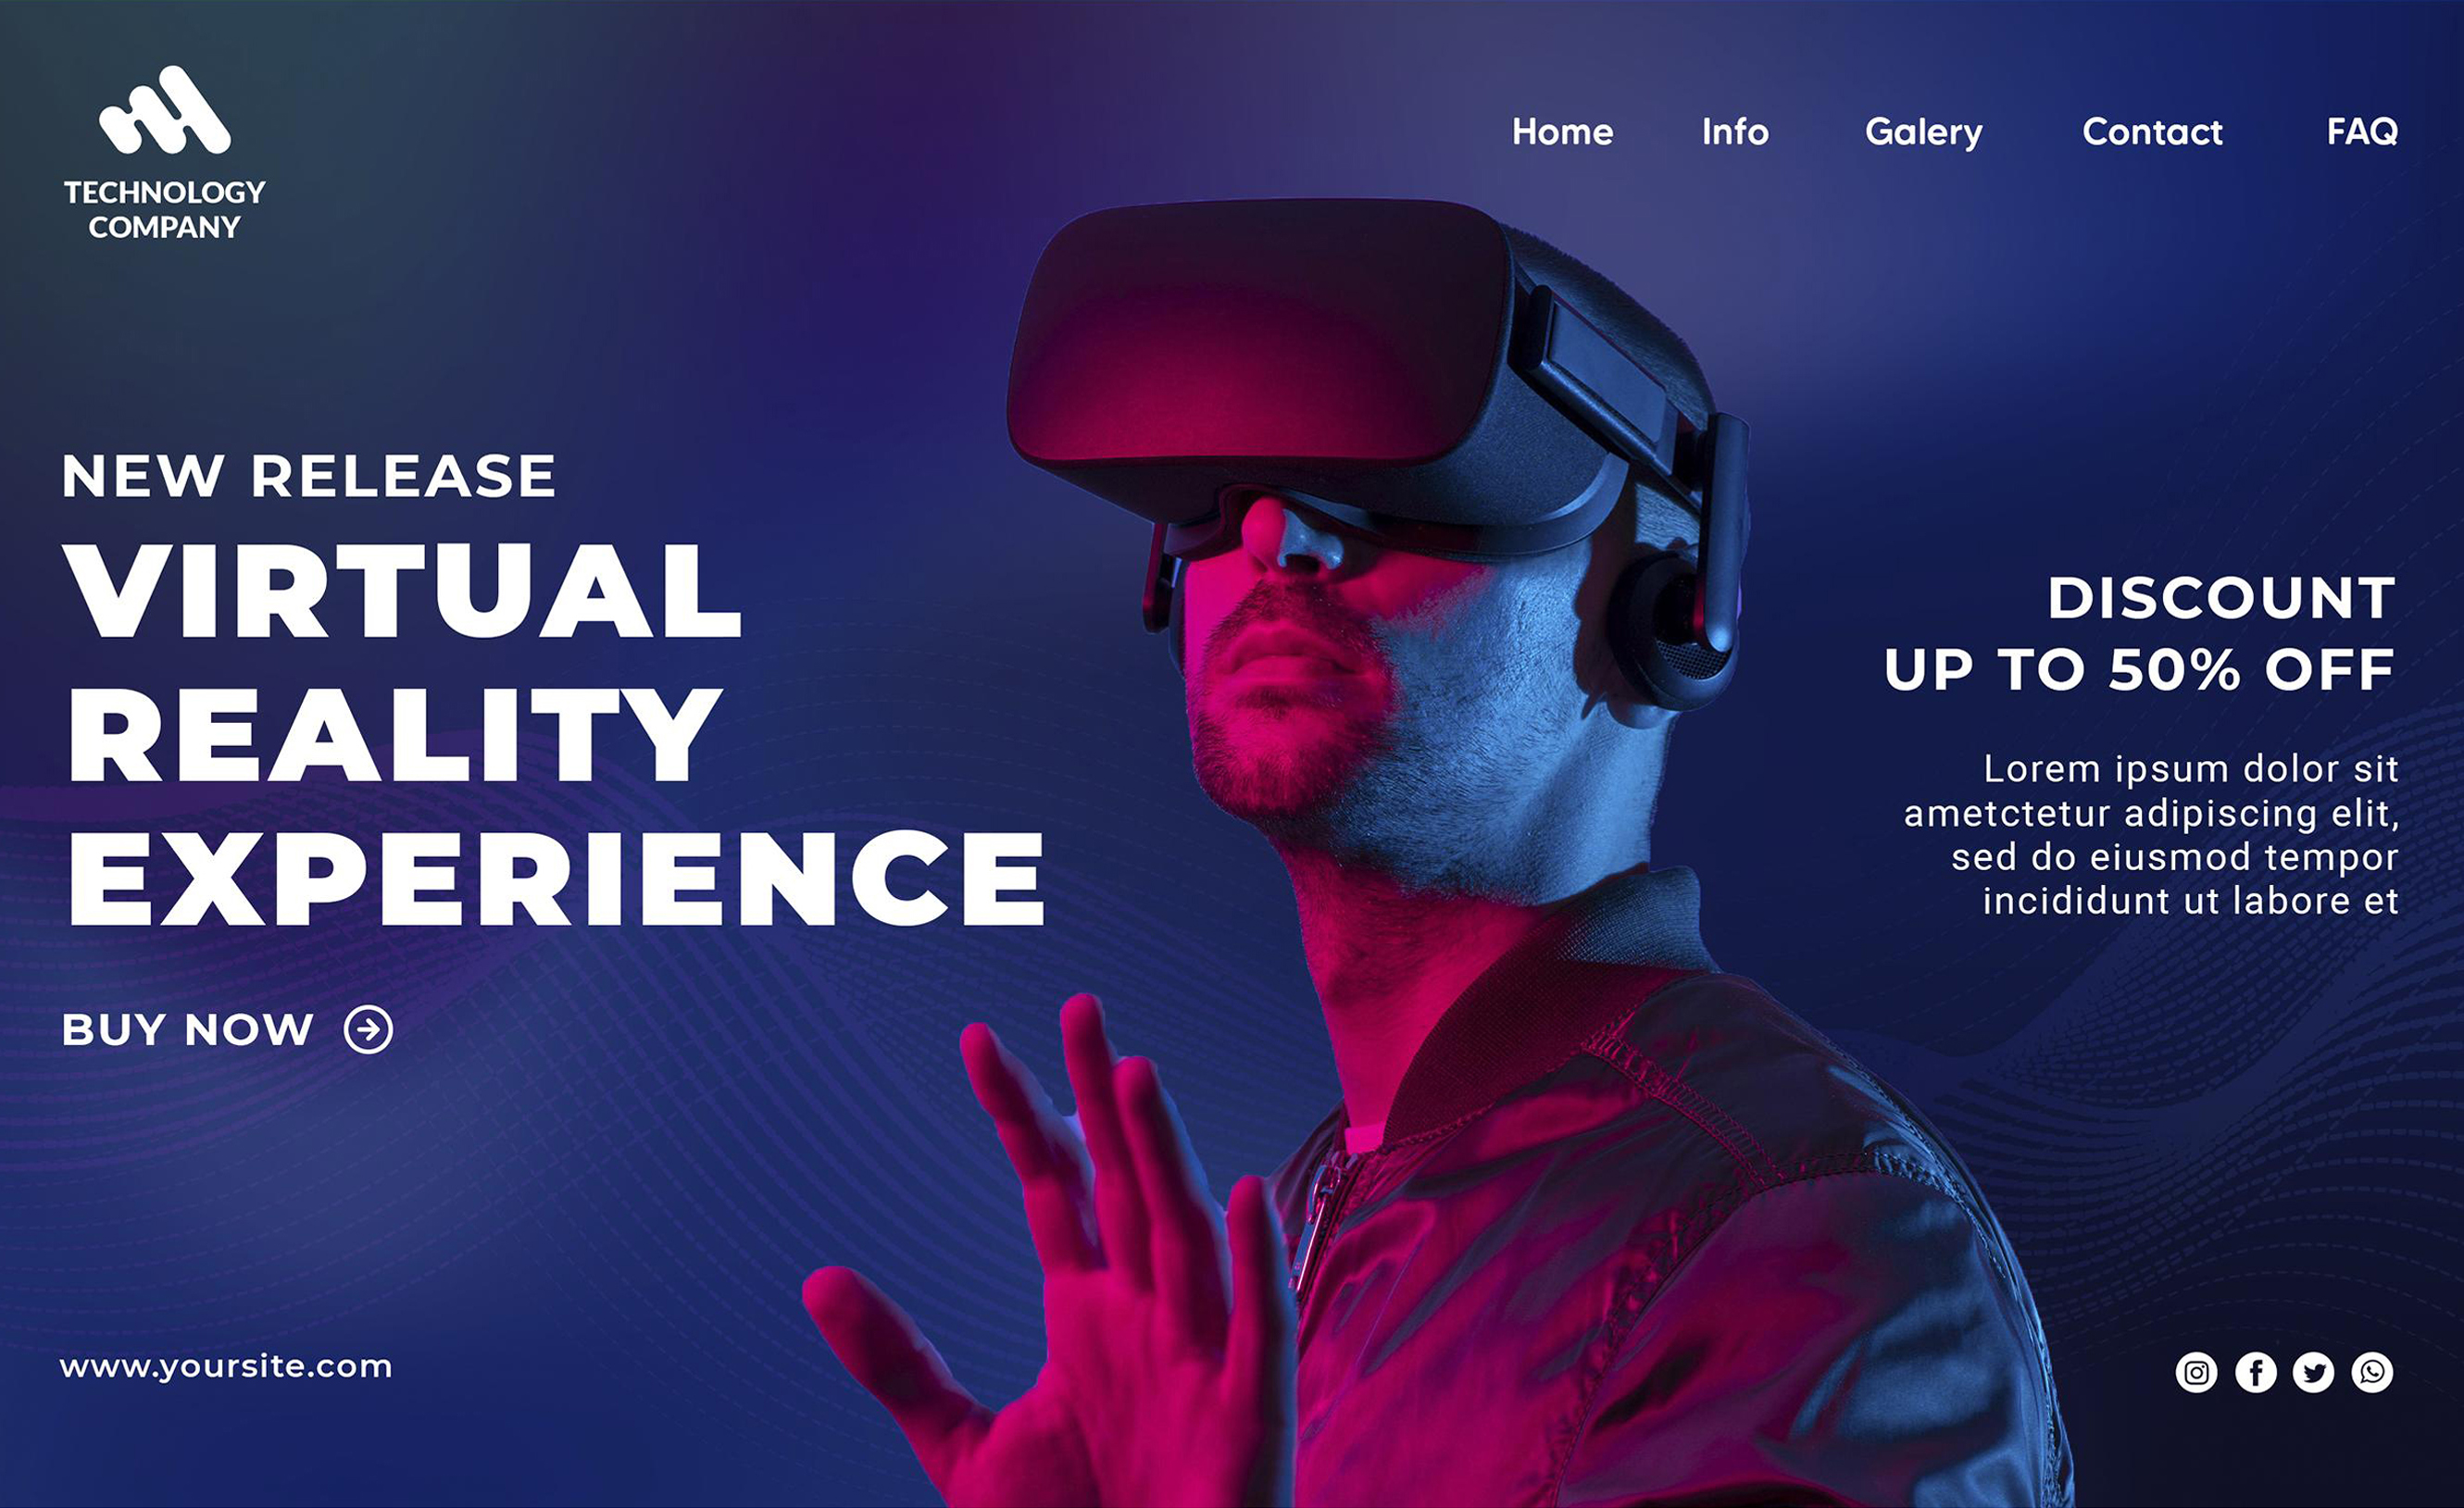 TECHNOLOGY
COMPANY
Home Info Galery Contact FAQ
NEW RELEASE
VIRTUAL
REALITY
EXPERIENCE
BUY NOW
DISCOUNT
UP TO 50% OFF
Lorem ipsum dolor sit
ametctetur adipiscing elit,
sed do eiusmod tempor
incididunt ut labore et
www.yoursite.com